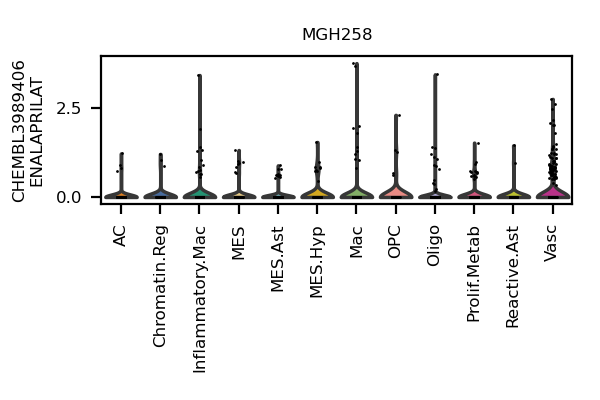 MGH258
CHEMBL3989406
ENALAPRILAT
2.5
0.0
AC
Chromatin.Reg
Inflammatory.Mac
MES
MES.Ast
MES.Hyp
Mac
OPC
Oligo
Prolif.Metab
Reactive.Ast
Vasc